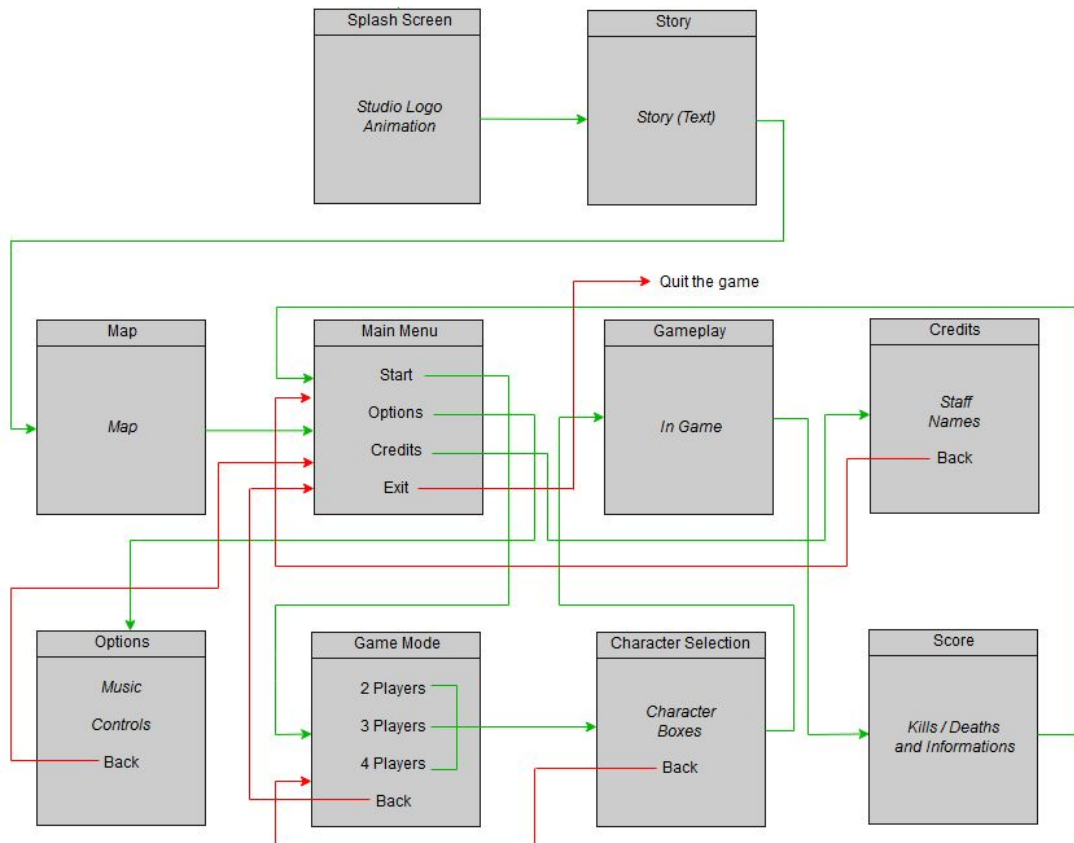 Splash Screen
Studio Logo
Animation
Story
Story (Text)
Quit the game
Map
Map
Main Menu
Start
Options
Credits
Exit
Gameplay
In Game
Credits
Staff
Names
Back
Options
Music
Controls
Back
Game Mode
2 Players
3 Players
4 Players
Back
Character Selection
Character
Boxes
Back
Score
Kills / Deaths
and Informations